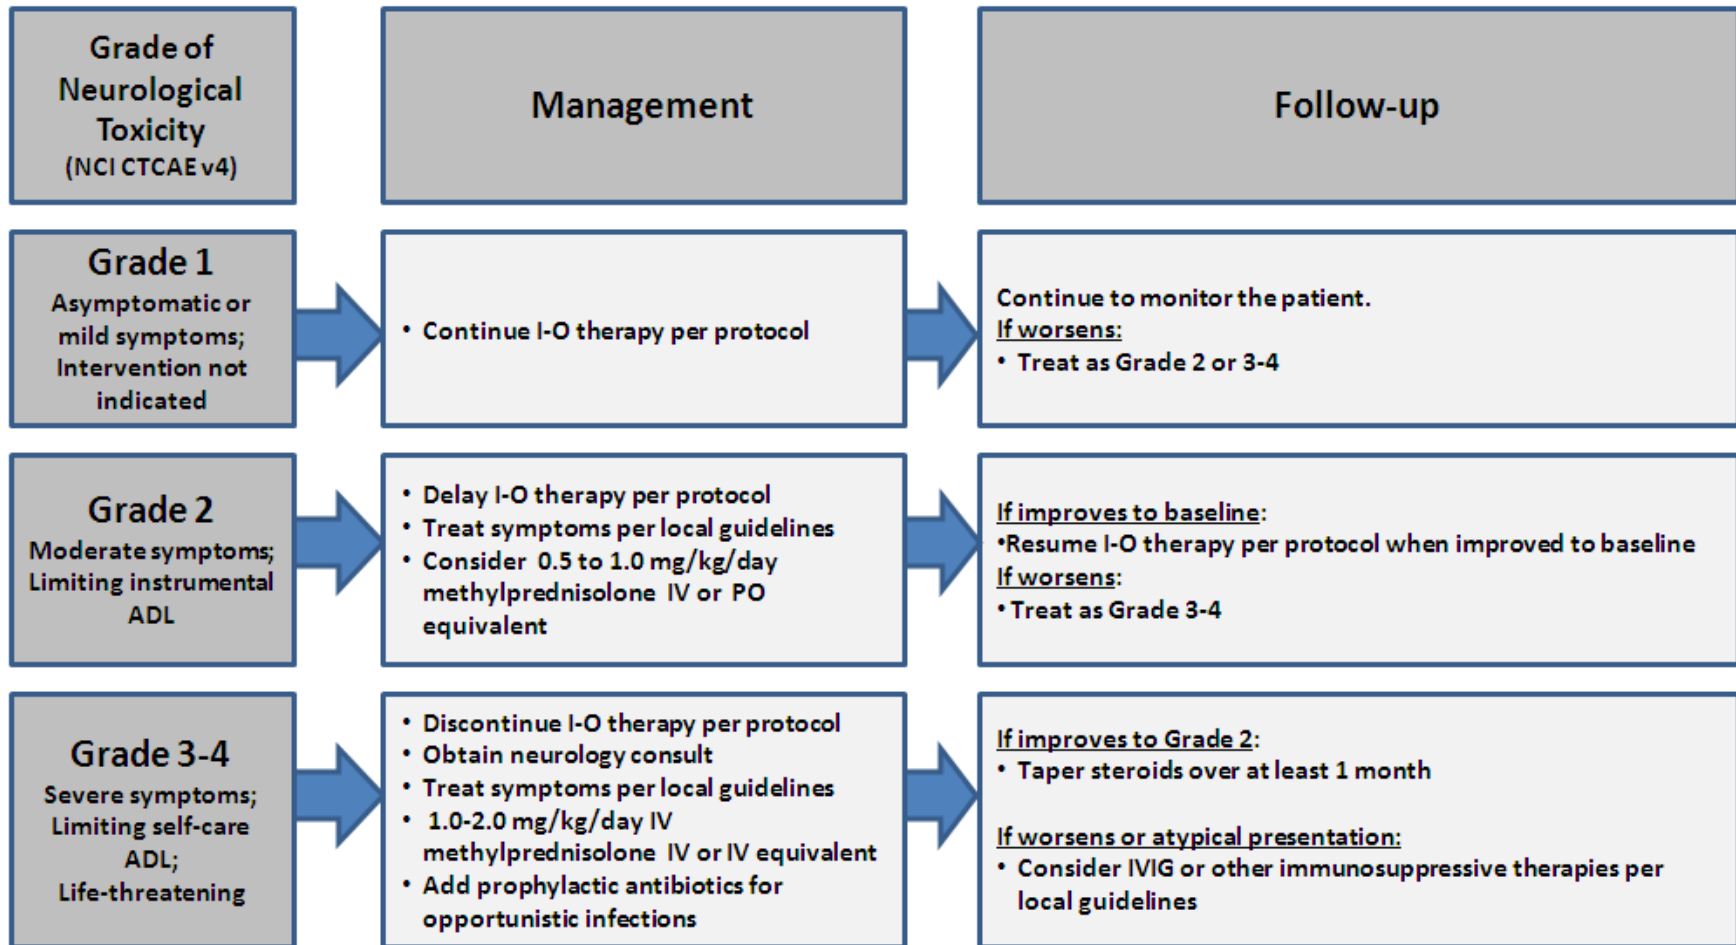 Grade of
Neurological
Toxicity
(NCI CTCAE v4)
Management
Follow-up
Grade 1
Asymptomatic or
mild symptoms;
Intervention not
indicated
• Continue I-O therapy per protocol
Continue to monitor the patient.
If worsens:
• Treat as Grade 2 or 3-4
Grade 2
Moderate symptoms;
Limiting instrumental
ADL
• Delay I-O therapy per protocol
• Treat symptoms per local guidelines
• Consider 0.5 to 1.0 mg/kg/day
methylprednisolone IV or PO
equivalent
If improves to baseline:
•Resume I-O therapy per protocol when improved to baseline
If worsens:
• Treat as Grade 3-4
Grade 3-4
Severe symptoms;
Limiting self-care
ADL;
Life-threatening
• Discontinue I-O therapy per protocol
• Obtain neurology consult
• Treat symptoms per local guidelines
• 1.0-2.0 mg/kg/day IV
methylprednisolone IV or IV equivalent
• Add prophylactic antibiotics for
opportunistic infections
If improves to Grade 2:
• Taper steroids over at least 1 month
If worsens or atypical presentation:
• Consider IVIG or other immunosuppressive therapies per
local guidelines